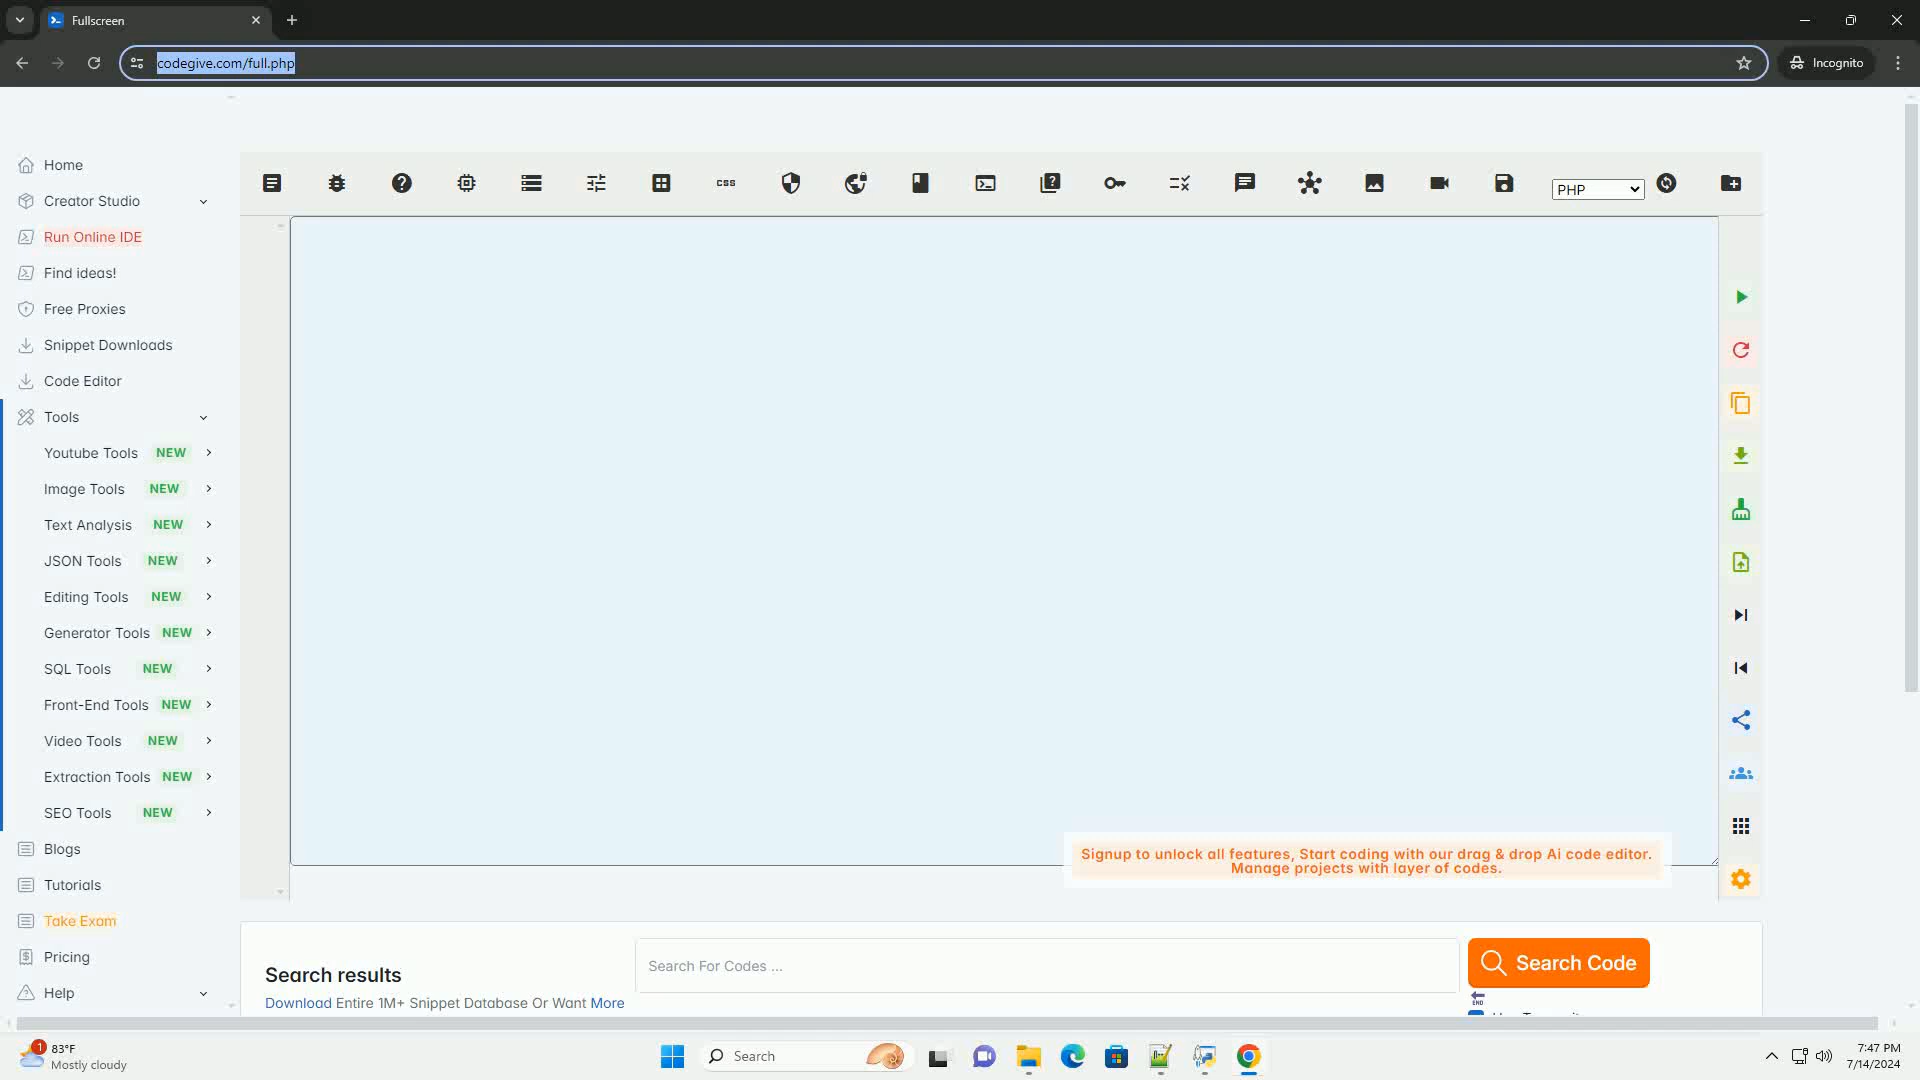 Fullscreen
codegive.com/full.php
Incognito
Home
Creator Studio
Run Online IDE
Find ideas!
Free Proxies
Snippet Downloads
Code Editor
Tools
Youtube Tools NEW
Image Tools NEW
Text Analysis NEW
JSON Tools NEW
Editing Tools NEW
Generator Tools NEW
SQL Tools NEW
Front-End Tools NEW
Video Tools NEW
Extraction Tools NEW
SEO Tools NEW
Blogs
Tutorials
Take Exam
Pricing
Help
css
PHP
Signup to unlock all features, Start coding with our drag & drop Ai code editor.
Manage projects with layer of codes.
Search results
Download Entire 1M+ Snippet Database Or Want More
Search For Codes ...
Search Code
END
1
83°F
Mostly cloudy
Search
7:47 PM
7/14/2024